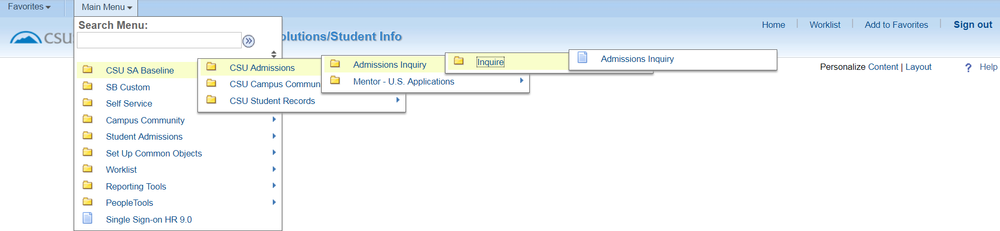 Favorites
Main Menu
Search Menu:
Home
Worklist
Add to Favorites
Sign out
CSUS
olutions/Student Info
Personalize Content | Layout
? Help
CSU SA Baseline
SB Custom
Self Service
Campus Community
Student Admissions
Set Up Common Objects
Worklist
Reporting Tools
PeopleTools
Single Sign-on HR 9.0
CSU Admissions
CSU Campus Commun
CSU Student Records
Admissions Inquiry
Mentor - U.S. Applications
Inquire
Admissions Inquiry